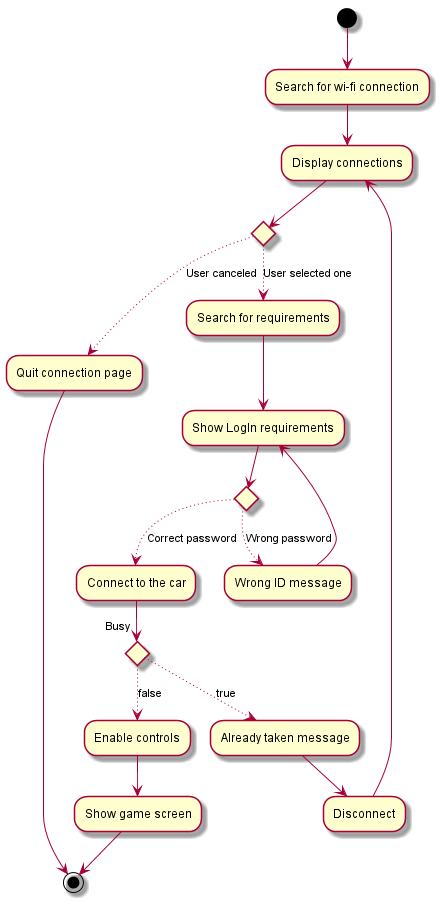 Search for wi-fi connection
Display connections
User canceled
User selected one
Search for requirements
Quit connection page
Show LogIn requirements
Correct password
Wrong password
Connect to the car
Wrong ID message
Busy
false
true
Enable controls
Already taken message
Show game screen
Disconnect